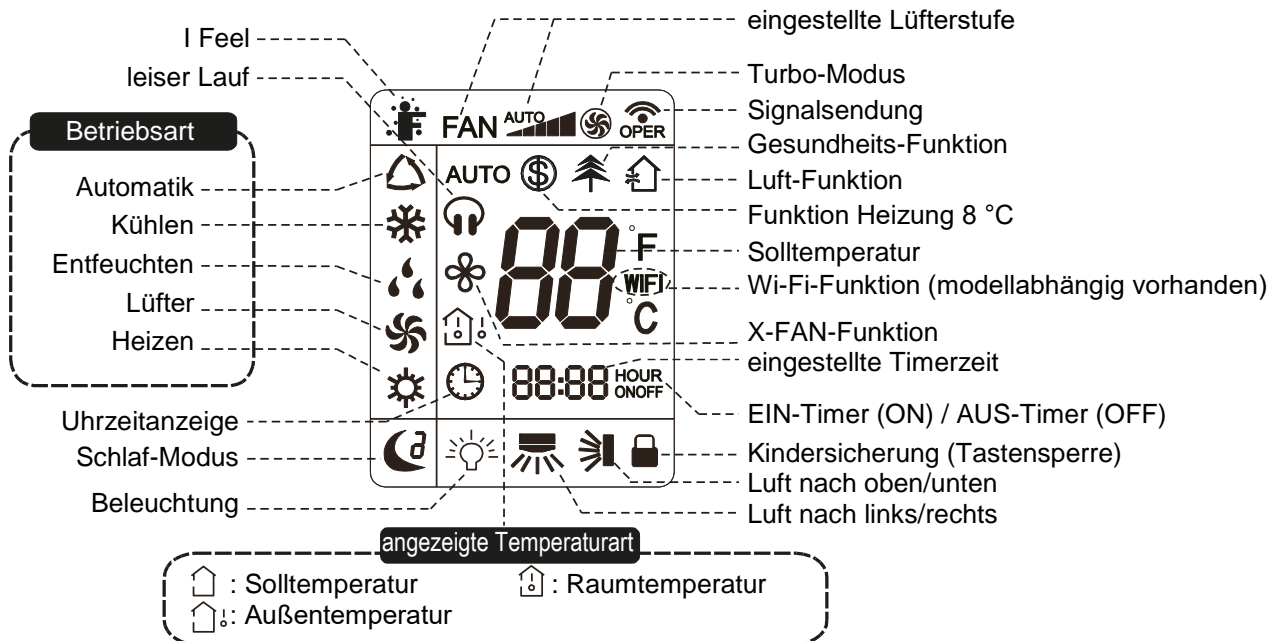 I Feel
leiser Lauf
Betriebsart
Automatik
Kühlen
Entfeuchten
Lüfter
Heizen
Uhrzeitanzeige
Schlaf-Modus
Beleuchtung
FAN AUTO OPER
AUTO
88 °F
WIFI
°C
88:88 HOUR
ONOFF
eingestellte Lüfterstufe
Turbo-Modus
Signalsendung
Gesundheits-Funktion
Luft-Funktion
Funktion Heizung 8 °C
Solltemperatur
Wi-Fi-Funktion (modellabhängig vorhanden)
X-FAN-Funktion
eingestellte Timerzeit
EIN-Timer (ON) / AUS-Timer (OFF)
Kindersicherung (Tastensperre)
Luft nach oben/unten
Luft nach links/rechts
angezeigte Temperaturart
: Solltemperatur : Raumtemperatur
: Außentemperatur